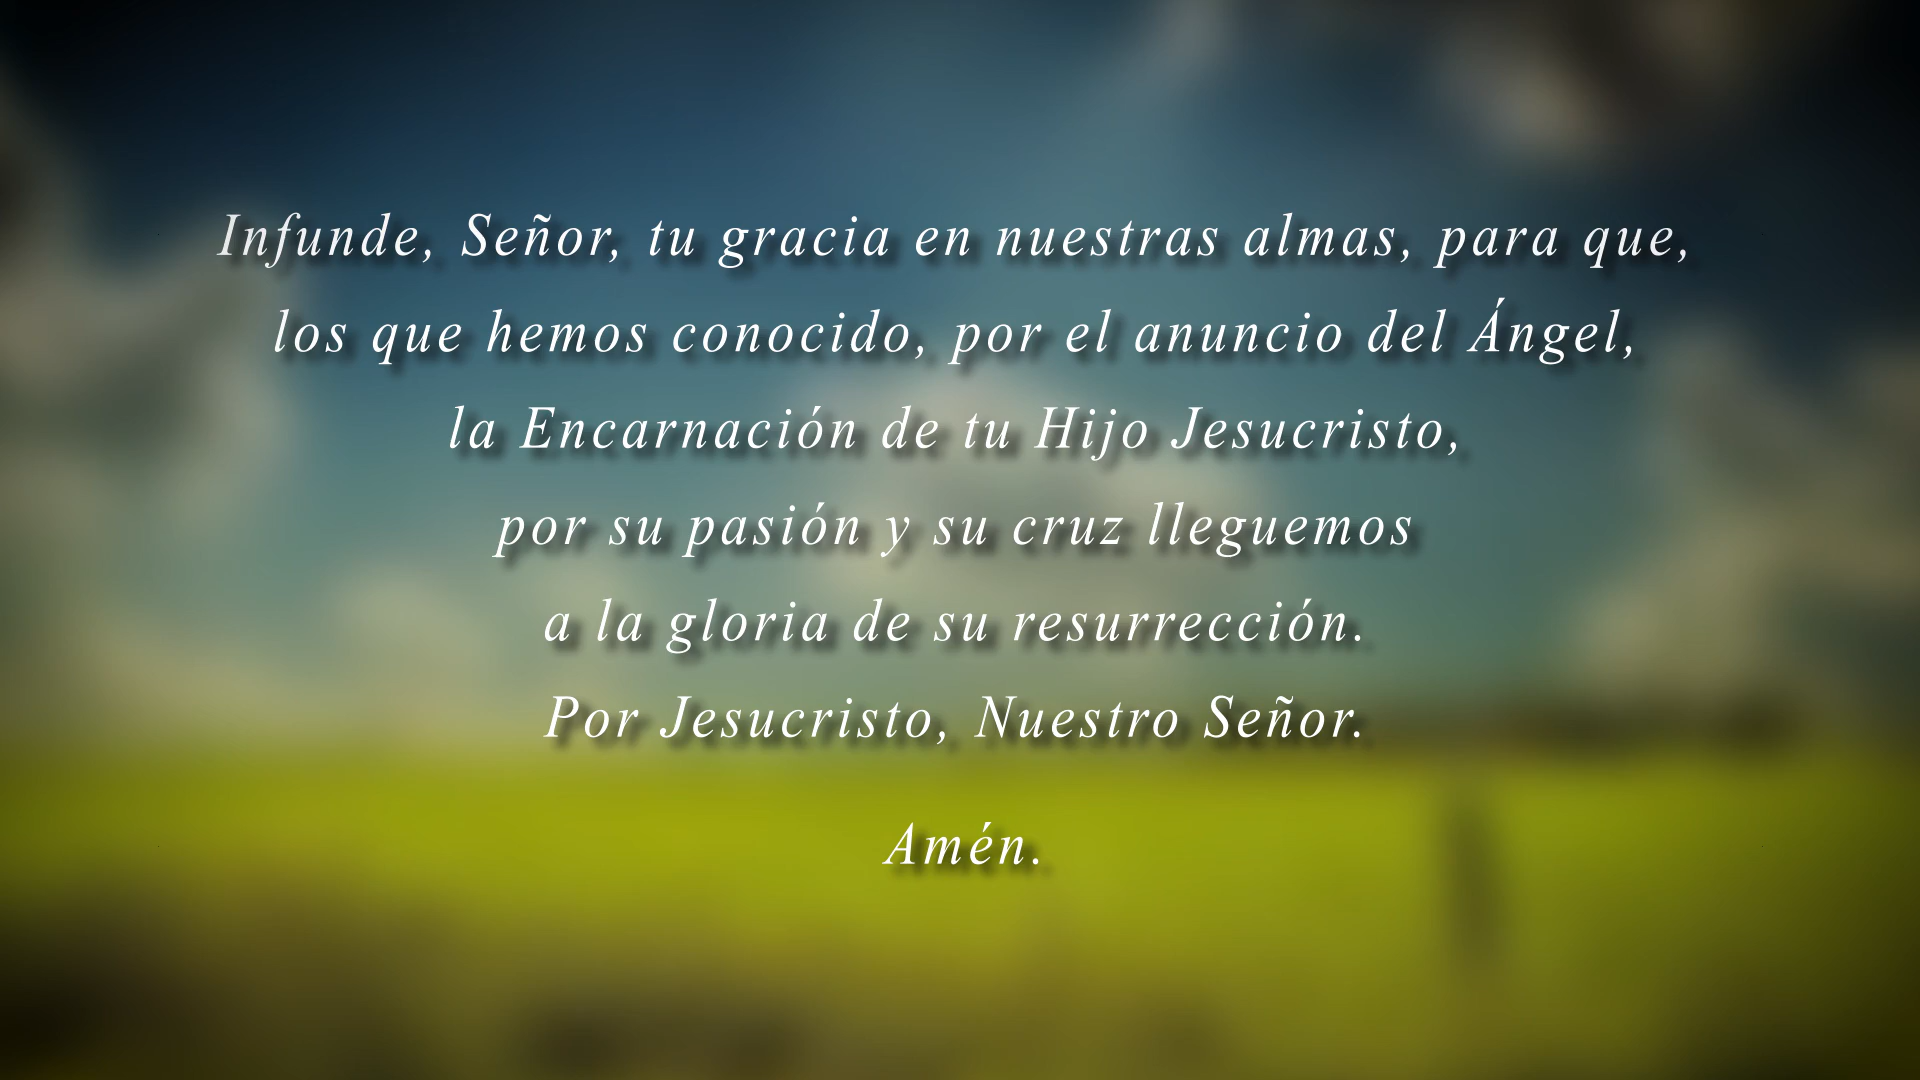 Infunde, Señor, tu gracia en nuestras almas, para que,
los que hemos conocido, por el anuncio del Ángel,
la Encarnación de tu Hijo Jesucristo,
por su pasión y su cruz lleguemos
a la gloria de su resurrección.
Por Jesucristo, Nuestro Señor.
Amén.